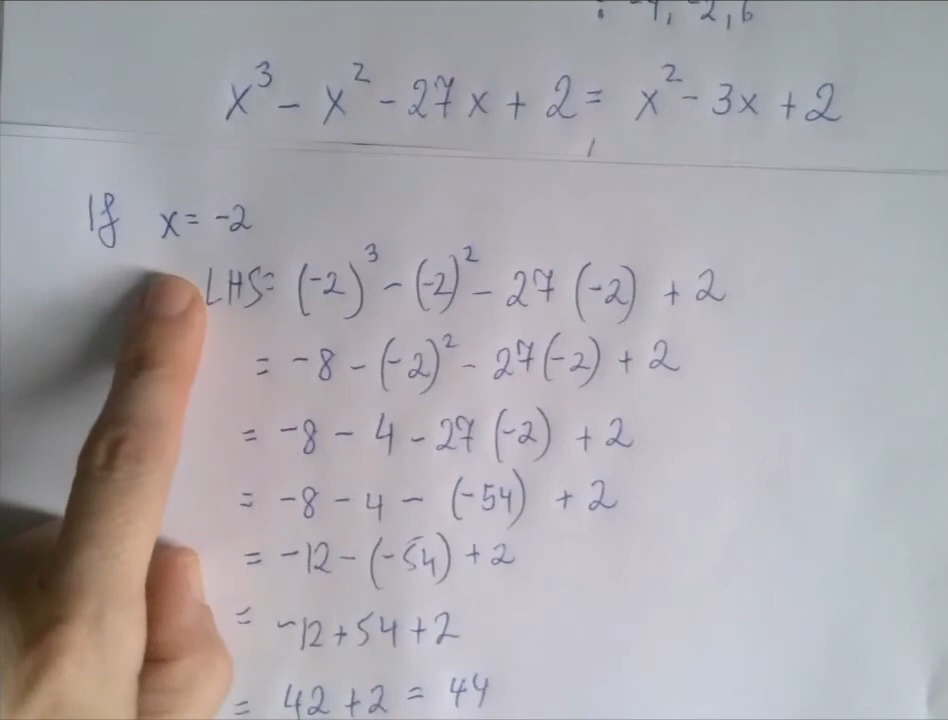 x³ - x² - 27x + 2 = x² - 3x + 2
If x = -2
LHS = (-2)³ - (-2)² - 27(-2) + 2
= -8 - (-2)² - 27(-2) + 2
= -8 - 4 - 27(-2) + 2
= -8 - 4 - (-54) + 2
= -12 - (-54) + 2
= -12 + 54 + 2
= 42 + 2 = 44